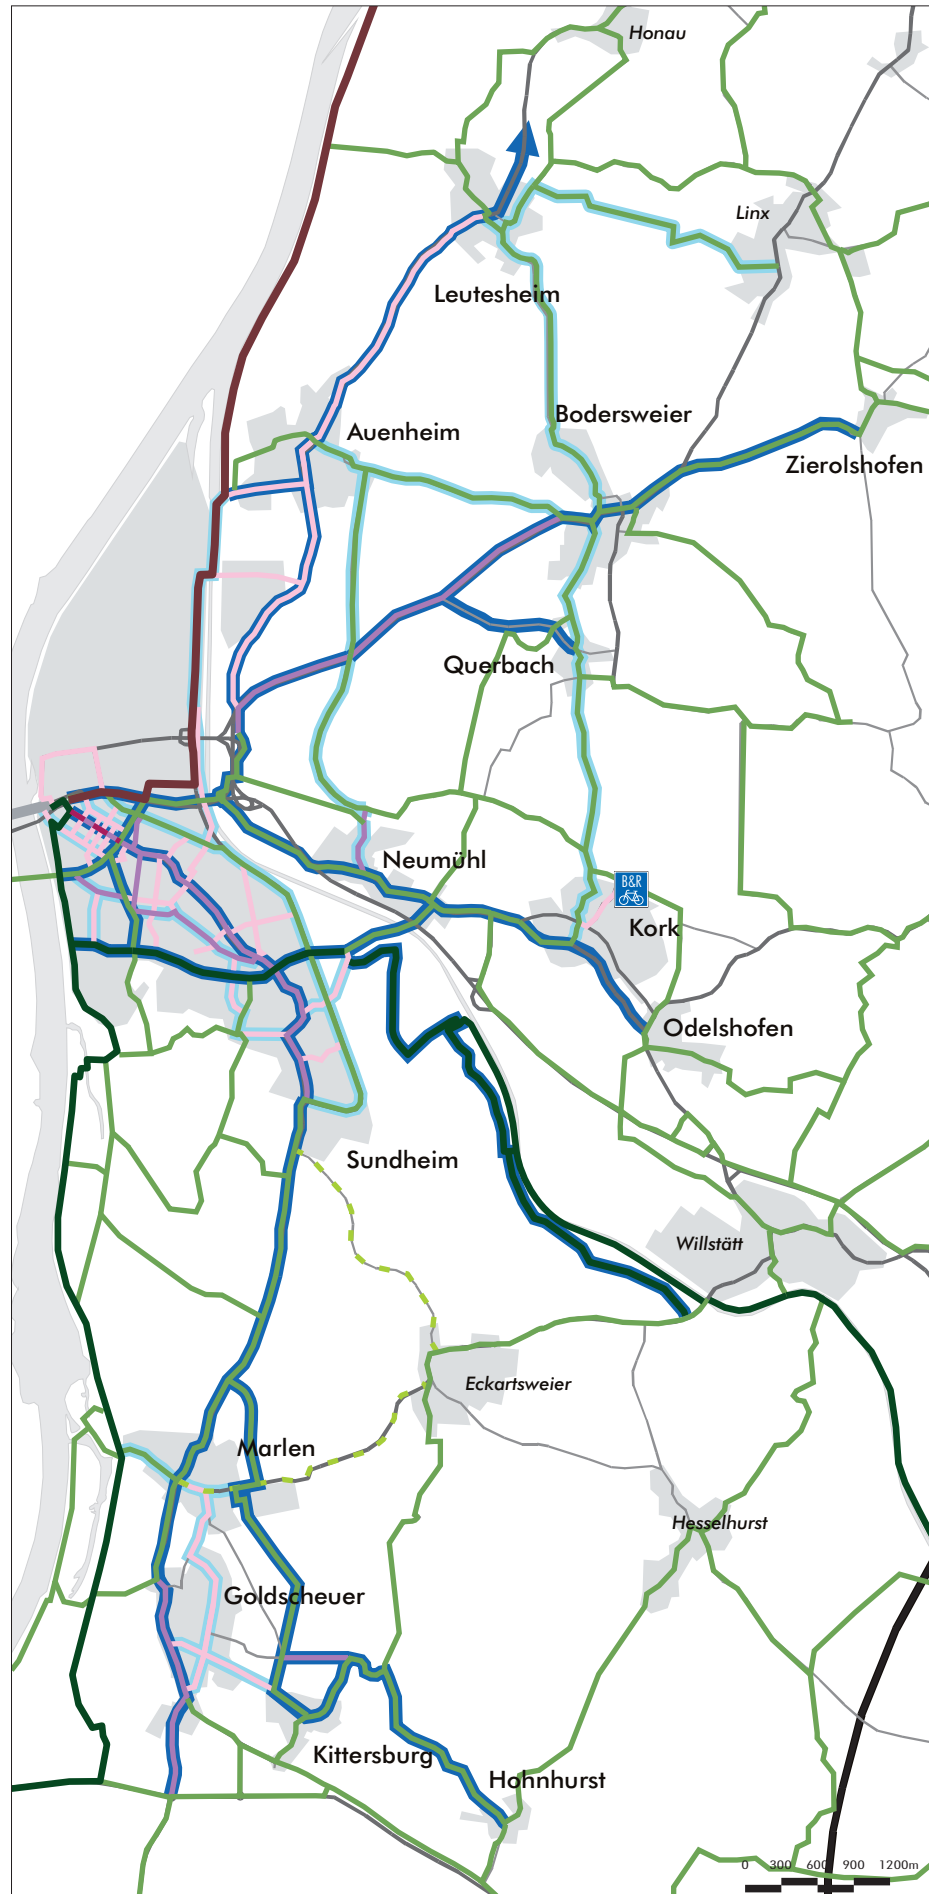 Honau
Linx
Leutesheim
Bodersweier
Auenheim
Zierolshofen
Querbach
Neumühl
B&R
Kork
Odelshofen
Sundheim
Willstätt
Eckartsweier
Marlen
Hesselhurst
Goldscheuer
Kittersburg
Hohnhurst
0 300 600 900 1200m